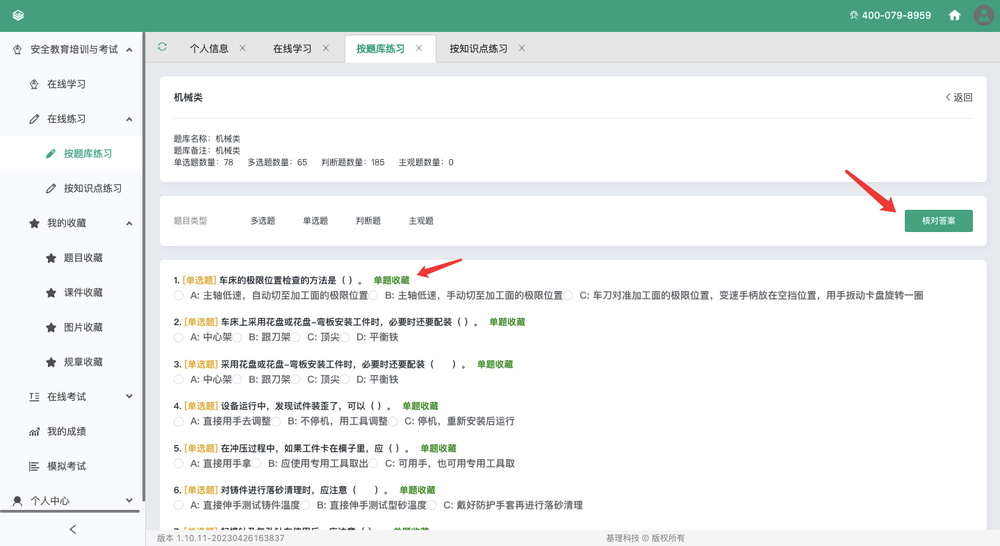 400-079-8959
安全教育培训与考试
在线学习
在线练习
按题库练习
按知识点练习
我的收藏
题目收藏
课件收藏
图片收藏
规章收藏
在线考试
我的成绩
模拟考试
个人中心
个人信息 在线学习 按题库练习 按知识点练习
机械类 返回
题库名称：机械类
题库备注：机械类
单选题数量：78 多选题数量：65 判断题数量：185 主观题数量：0
题目类型 多选题 单选题 判断题 主观题 核对答案
1. [单选题] 车床的极限位置检查的方法是（ ）。 单题收藏
A: 主轴低速，自动切至加工面的极限位置 B: 主轴低速，手动切至加工面的极限位置 C: 车刀对准加工面的极限位置，变速手柄放在空挡位置，用手扳动卡盘旋转一圈
2. [单选题] 车床上采用花盘或花盘-弯板安装工件时，必要时还要配装（ ）。 单题收藏
A: 中心架 B: 跟刀架 C: 顶尖 D: 平衡铁
3. [单选题] 采用花盘或花盘-弯板安装工件时，必要时还要配装（ ）。 单题收藏
A: 中心架 B: 跟刀架 C: 顶尖 D: 平衡铁
4. [单选题] 设备运行中，发现试件装歪了，可以（ ）。 单题收藏
A: 直接用手去调整 B: 不停机，用工具调整 C: 停机，重新安装后运行
5. [单选题] 在冲压过程中，如果工件卡在模子里，应（ ）。 单题收藏
A: 直接用手拿 B: 应使用专用工具取出 C: 可用手，也可用专用工具取
6. [单选题] 对铸件进行落砂清理时，应注意（ ）。 单题收藏
A: 直接伸手测试铸件温度 B: 直接伸手测试型砂温度 C: 戴好防护手套再进行落砂清理
版本 1.10.11-20230426163837 基理科技 © 版权所有